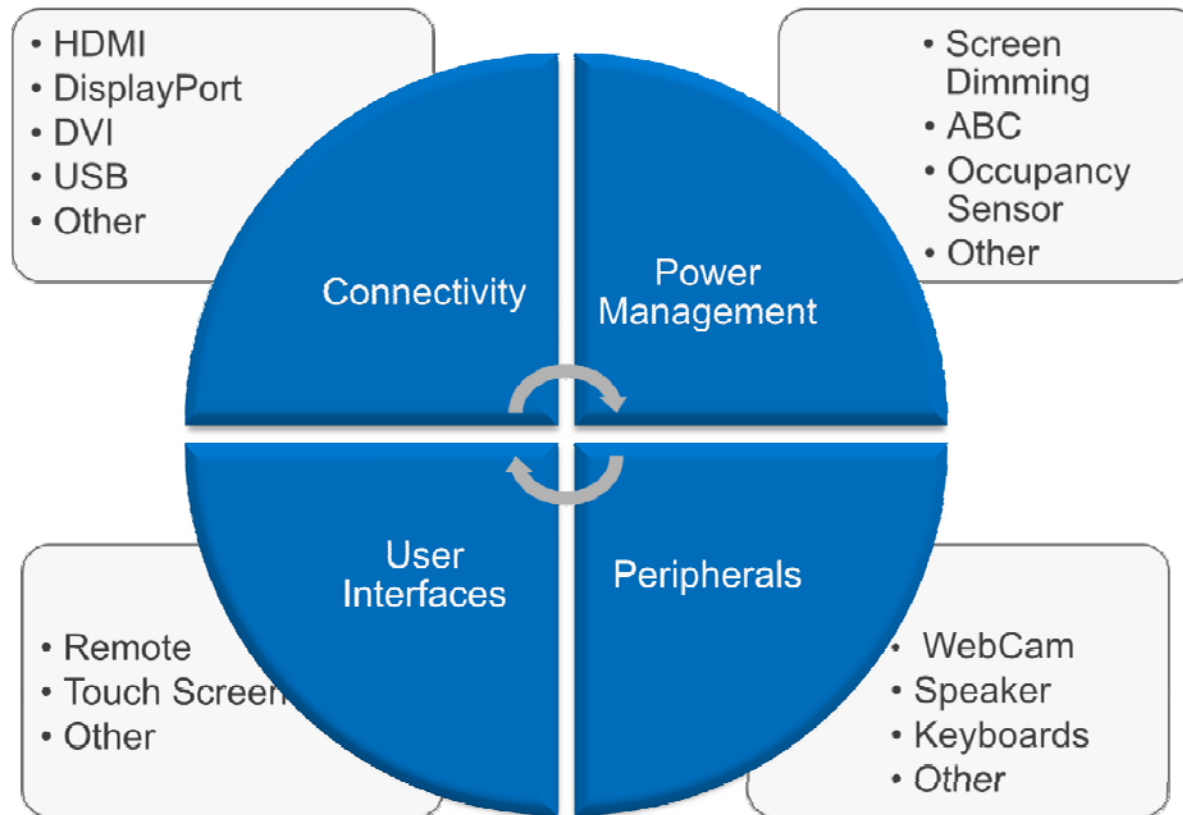 • HDMI
• DisplayPort
• DVI
• USB
• Other
Connectivity
• Screen
Dimming
• ABC
• Occupancy
Sensor
• Other
Power
Management
User
Interfaces
• Remote
• Touch Screen
• Other
Peripherals
• WebCam
• Speaker
• Keyboards
• Other